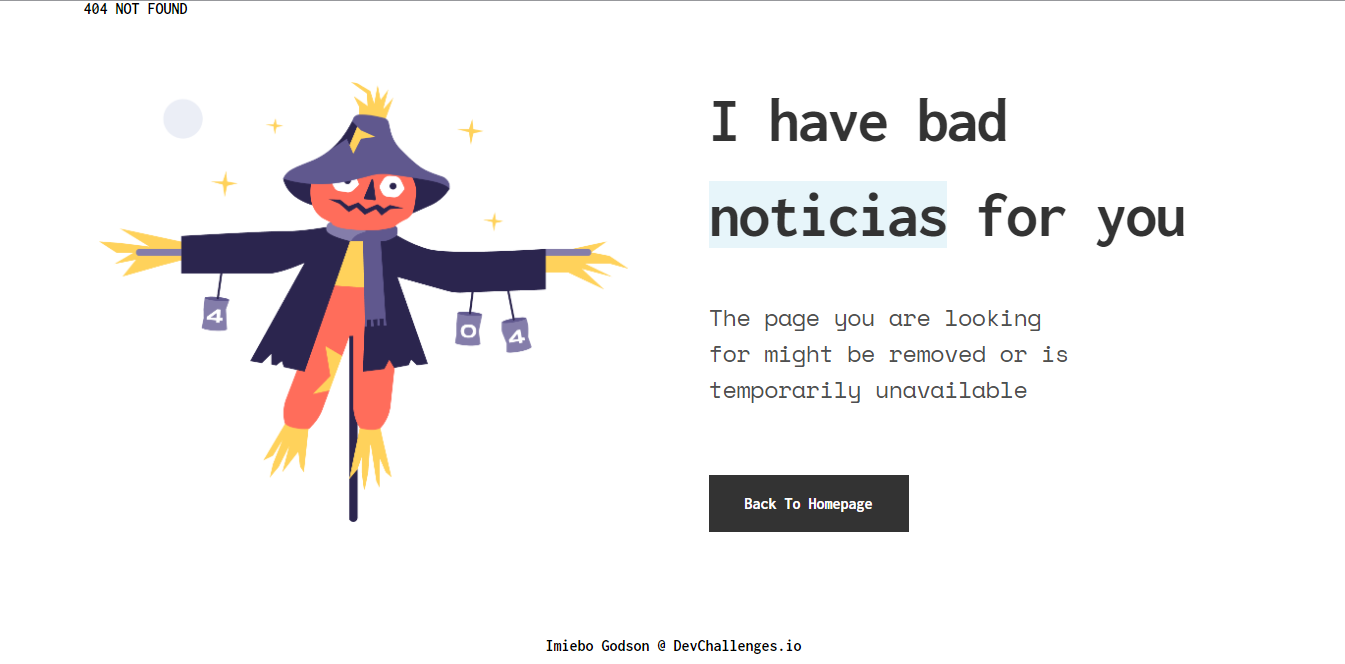 404 NOT FOUND
I have bad
noticias for you
The page you are looking
for might be removed or is
temporarily unavailable
4
0
4
Back To Homepage
Imiebo Godson @ DevChallenges.io